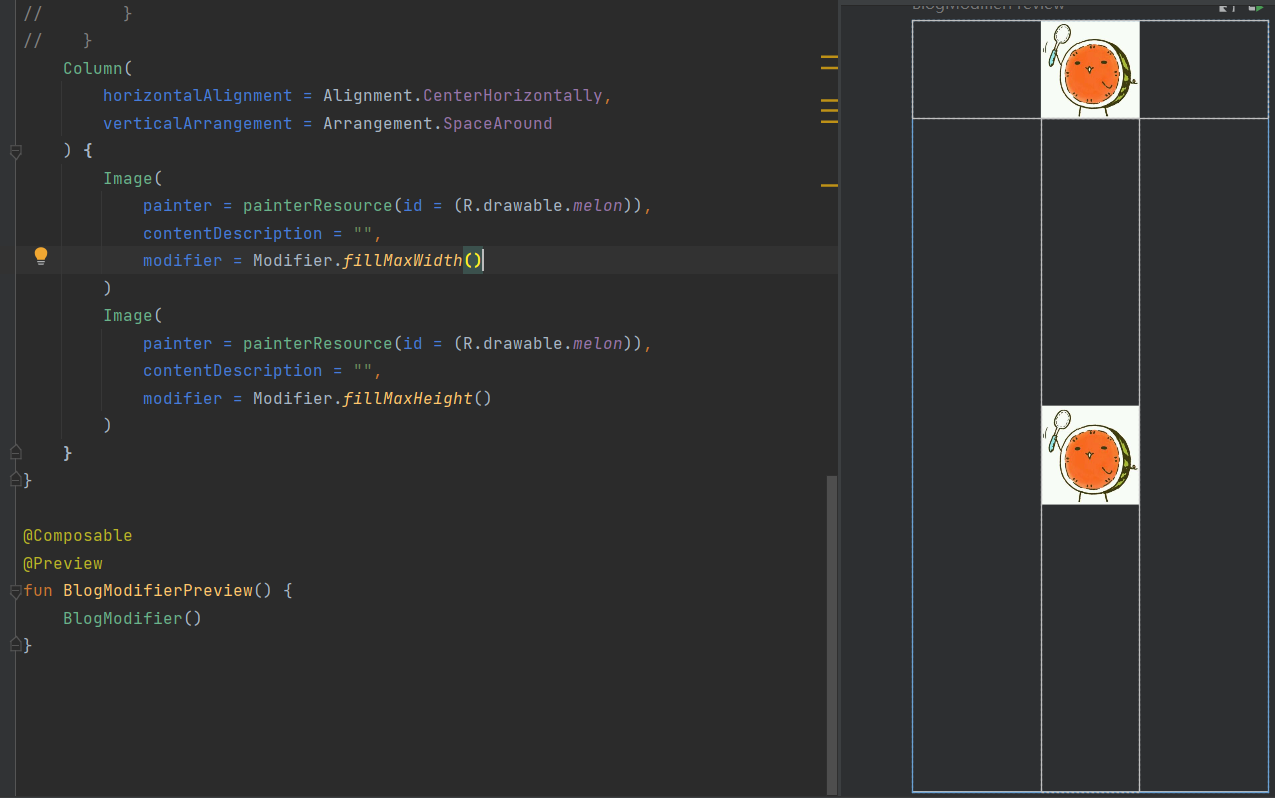 //        }
//    }
    Column(
        horizontalAlignment = Alignment.CenterHorizontally,
        verticalArrangement = Arrangement.SpaceAround
    ) {
        Image(
            painter = painterResource(id = (R.drawable.melon)),
            contentDescription = "",
            modifier = Modifier.fillMaxWidth()
        )
        Image(
            painter = painterResource(id = (R.drawable.melon)),
            contentDescription = "",
            modifier = Modifier.fillMaxHeight()
        )
    }
}

@Composable
@Preview
fun BlogModifierPreview() {
    BlogModifier()
}
BlogModifierPreview